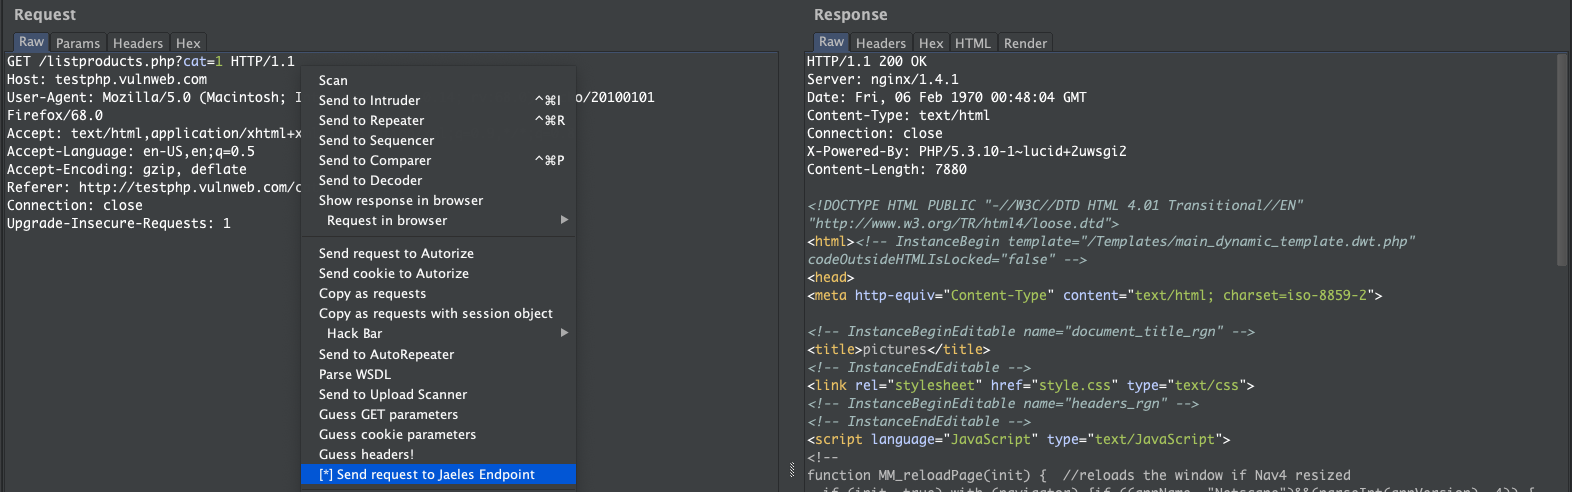 Request
Raw Params Headers Hex
GET /listproducts.php?cat=1 HTTP/1.1
Host: testphp.vulnweb.com
User-Agent: Mozilla/5.0 (Macintosh; I o/20100101
Firefox/68.0
Accept: text/html,application/xhtml+x
Accept-Language: en-US,en;q=0.5
Accept-Encoding: gzip, deflate
Referer: http://testphp.vulnweb.com/c
Connection: close
Upgrade-Insecure-Requests: 1
Scan
Send to Intruder ^⌘I
Send to Repeater ^⌘R
Send to Sequencer
Send to Comparer ^⌘P
Send to Decoder
Show response in browser
Request in browser
Send request to Autorize
Send cookie to Autorize
Copy as requests
Copy as requests with session object
Hack Bar
Send to AutoRepeater
Parse WSDL
Send to Upload Scanner
Guess GET parameters
Guess cookie parameters
Guess headers!
[*] Send request to Jaeles Endpoint
Response
Raw Headers Hex HTML Render
HTTP/1.1 200 OK
Server: nginx/1.4.1
Date: Fri, 06 Feb 1970 00:48:04 GMT
Content-Type: text/html
Connection: close
X-Powered-By: PHP/5.3.10-1~lucid+2uwsgi2
Content-Length: 7880
<!DOCTYPE HTML PUBLIC "-//W3C//DTD HTML 4.01 Transitional//EN"
"http://www.w3.org/TR/html4/loose.dtd">
<html><!-- InstanceBegin template="/Templates/main_dynamic_template.dwt.php"
codeOutsideHTMLIsLocked="false" -->
<head>
<meta http-equiv="Content-Type" content="text/html; charset=iso-8859-2">
<!-- InstanceBeginEditable name="document_title_rgn" -->
<title>pictures</title>
<!-- InstanceEndEditable -->
<link rel="stylesheet" href="style.css" type="text/css">
<!-- InstanceBeginEditable name="headers_rgn" -->
<!-- InstanceEndEditable -->
<script language="JavaScript" type="text/JavaScript">
<!--
function MM_reloadPage(init) { //reloads the window if Nav4 resized
if (init==true) with (navigator) {if ((appName=="Netscape")&&(parseInt(appVersion)==4)) {